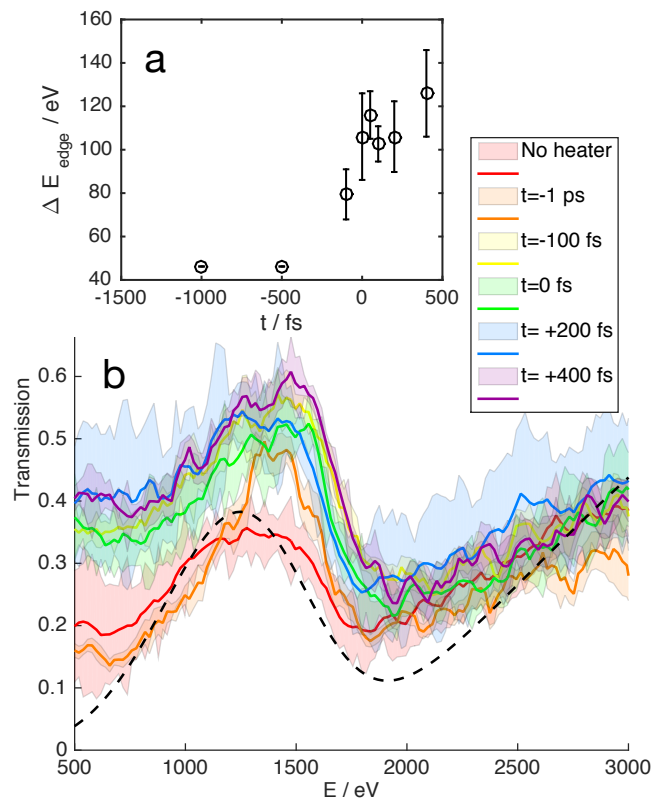 a
Δ E edge / eV
160
140
120
100
80
60
40
-1500
-1000
-500
0
500
t / fs
No heater
t=-1 ps
t=-100 fs
t=0 fs
t= +200 fs
t= +400 fs
b
Transmission
0.6
0.5
0.4
0.3
0.2
0.1
0
500
1000
1500
2000
2500
3000
E / eV